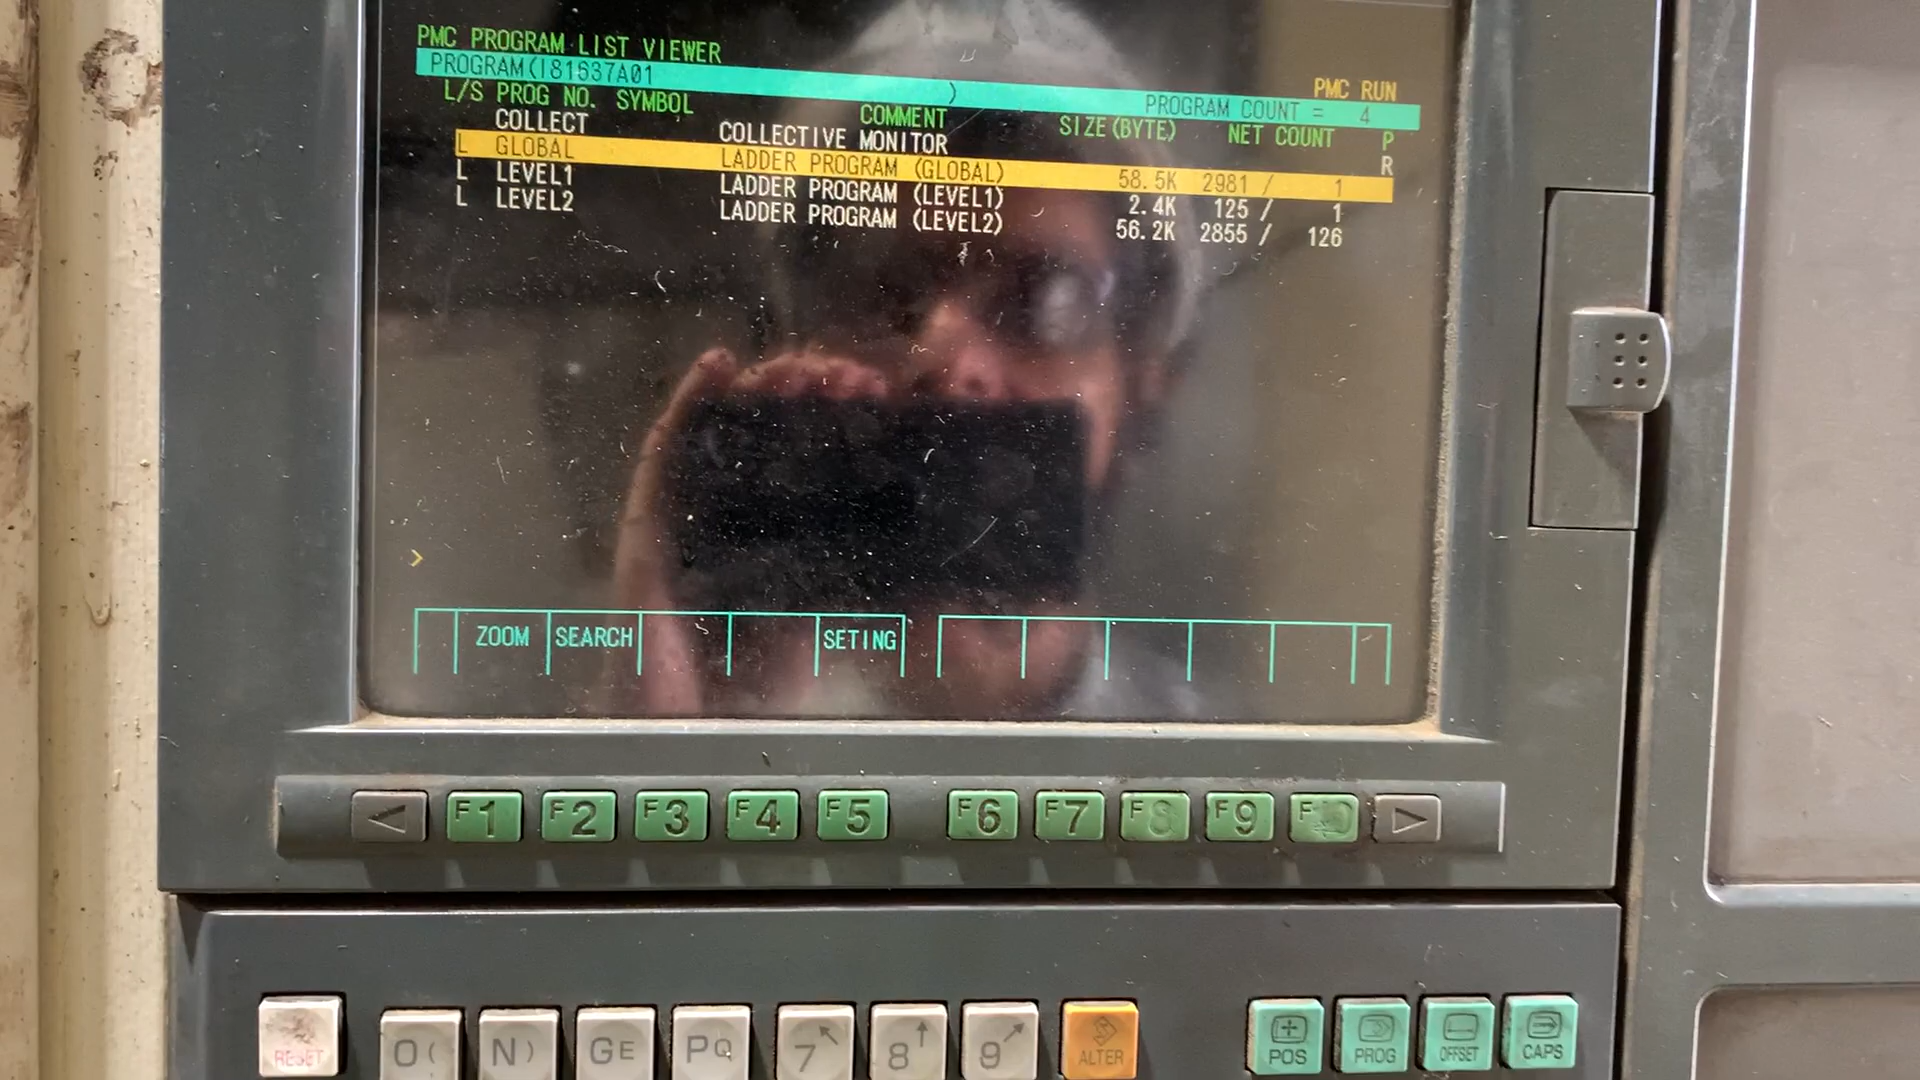 PMC PROGRAM LIST VIEWER
PMC RUN
PROGRAM(I81637A01 ) PROGRAM COUNT = 4
L/S PROG NO. SYMBOL COMMENT SIZE(BYTE) NET COUNT P
COLLECT COLLECTIVE MONITOR R
L GLOBAL LADDER PROGRAM (GLOBAL) 58.5K 2981 / 1
L LEVEL1 LADDER PROGRAM (LEVEL1) 2.4K 125 / 1
L LEVEL2 LADDER PROGRAM (LEVEL2) 56.2K 2855 / 126
>
ZOOM SEARCH SETING
F1 F2 F3 F4 F5 F6 F7 F8 F9 F10
RESET O( N) GE PQ 7 8 9 ALTER POS PROG OFFSET CAPS